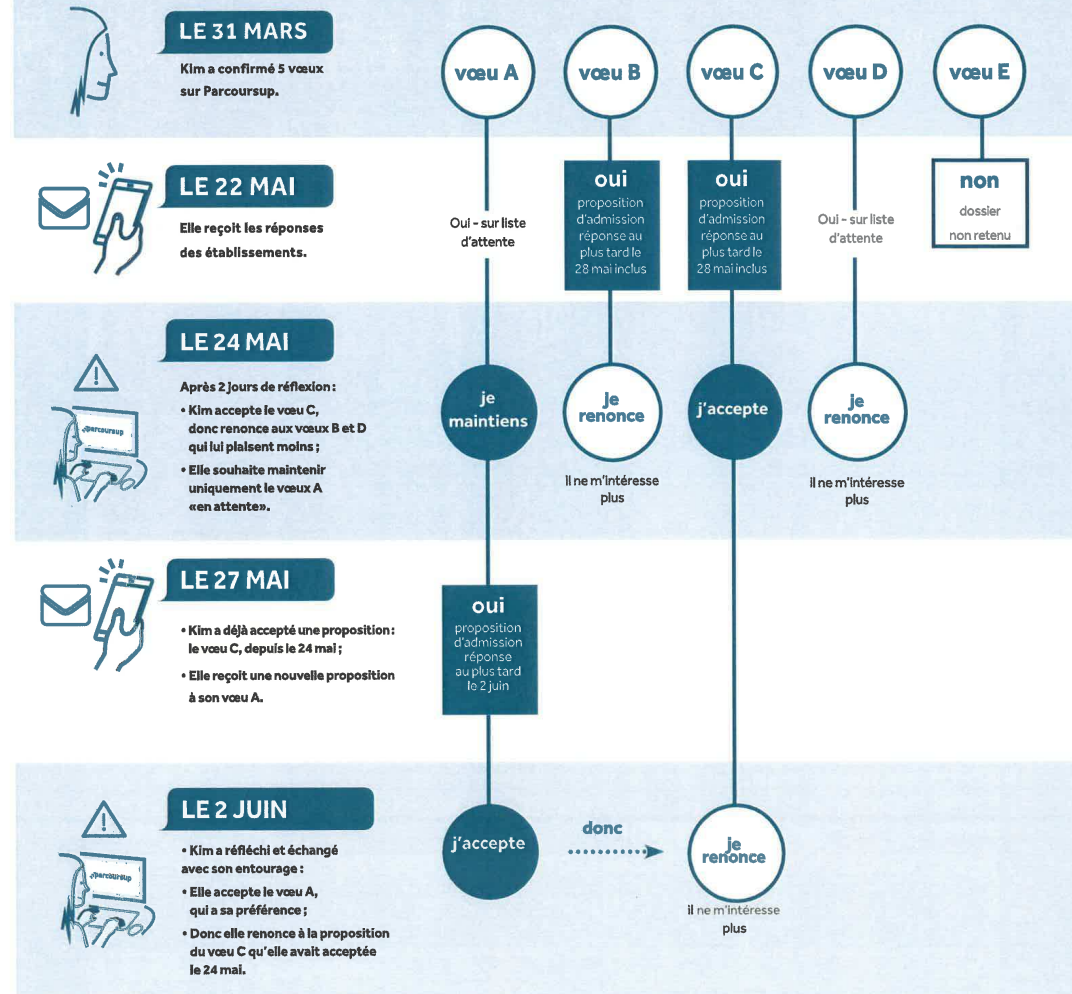 LE 31 MARS
Kim a confirmé 5 vœux
sur Parcoursup.
vœu A
vœu B
vœu C
vœu D
vœu E
LE 22 MAI
Elle reçoit les réponses
des établissements.
Oui - sur liste
d'attente
oui
proposition
d'admission
réponse au
plus tard le
28 mai inclus
oui
proposition
d'admission
réponse au
plus tard le
28 mai inclus
Oui - sur liste
d'attente
non
dossier
non retenu
LE 24 MAI
Après 2 jours de réflexion :
• Kim accepte le vœu C,
donc renonce aux vœux B et D
qui lui plaisent moins ;
• Elle souhaite maintenir
uniquement le vœux A
«en attente».
parcoursup
je
maintiens
je
renonce
Il ne m'intéresse
plus
j'accepte
je
renonce
Il ne m'intéresse
plus
LE 27 MAI
• Kim a déjà accepté une proposition :
le vœu C, depuis le 24 mai ;
• Elle reçoit une nouvelle proposition
à son vœu A.
oui
proposition
d'admission
réponse
au plus tard
le 2 juin
LE 2 JUIN
• Kim a réfléchi et échangé
avec son entourage :
• Elle accepte le vœu A,
qui a sa préférence ;
• Donc elle renonce à la proposition
du vœu C qu'elle avait acceptée
le 24 mai.
parcoursup
j'accepte
donc
je
renonce
il ne m'intéresse
plus